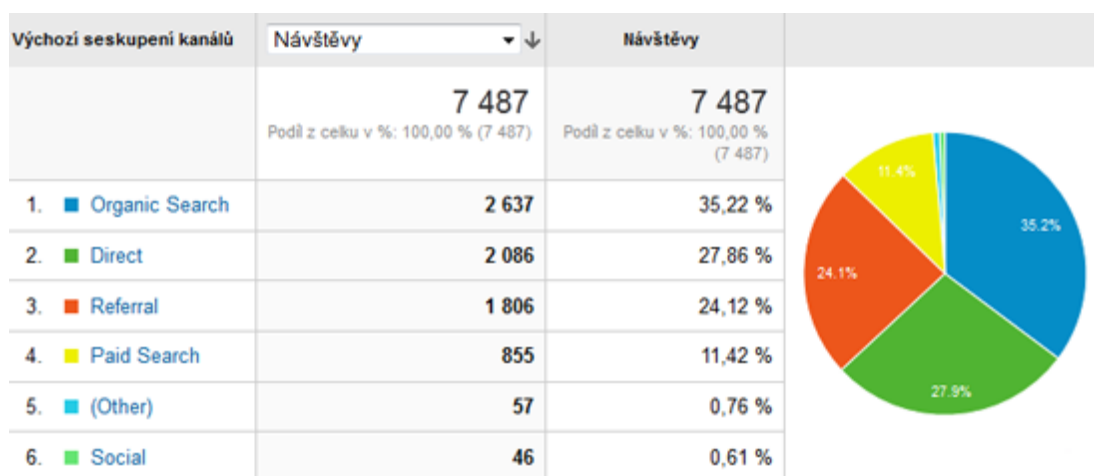 Výchozí seskupení kanálů Návštěvy Návštěvy
7 487 7 487
Podíl z celku v %: 100,00 % (7 487) Podíl z celku v %: 100,00 %
(7 487)
1. Organic Search 2 637 35,22 %
2. Direct 2 086 27,86 %
3. Referral 1 806 24,12 %
4. Paid Search 855 11,42 %
5. (Other) 57 0,76 %
6. Social 46 0,61 %
11.4%
35.2%
24.1%
27.9%